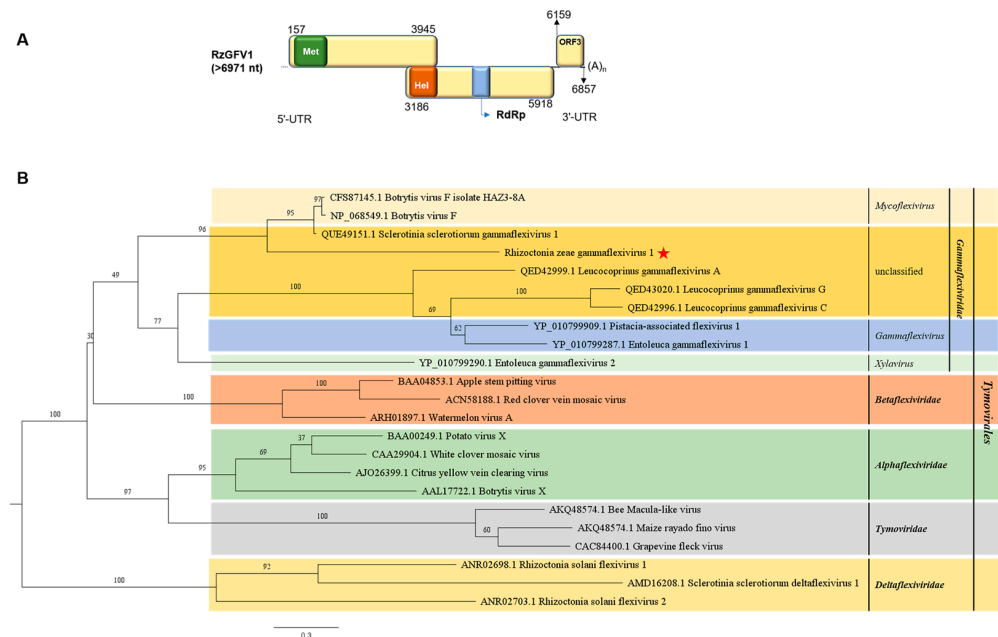 A
157
3945
6159
RzGFV1
(>6971 nt)
Met
ORF3
(A)n
Hel
3186
5918
6857
RdRp
5'-UTR
3'-UTR
B
97
CFS87145.1 Botrytis virus F isolate HAZ3-8A
Mycoflexivirus
95
NP_068549.1 Botrytis virus F
96
QUE49151.1 Sclerotinia sclerotiorum gammaflexivirus 1
Rhizoctonia zeae gammaflexivirus 1
49
QED42999.1 Leucocoprinus gammaflexivirus A
unclassified
Gammaflexiviridae
100
100
QED43020.1 Leucocoprinus gammaflexivirus G
69
QED42996.1 Leucocoprinus gammaflexivirus C
77
62
YP_010799909.1 Pistacia-associated flexivirus 1
30
Gammaflexivirus
YP_010799287.1 Entoleuca gammaflexivirus 1
YP_010799290.1 Entoleuca gammaflexivirus 2
Xylavirus
100
BAA04853.1 Apple stem pitting virus
100
ACN58188.1 Red clover vein mosaic virus
Betaflexiviridae
Tymovirales
100
ARH01897.1 Watermelon virus A
37
BAA00249.1 Potato virus X
69
CAA29904.1 White clover mosaic virus
95
AJO26399.1 Citrus yellow vein clearing virus
Alphaflexiviridae
97
AAL17722.1 Botrytis virus X
100
AKQ48574.1 Bee Macula-like virus
60
AKQ48574.1 Maize rayado fino virus
Tymoviridae
CAC84400.1 Grapevine fleck virus
92
ANR02698.1 Rhizoctonia solani flexivirus 1
100
AMD16208.1 Sclerotinia sclerotiorum deltaflexivirus 1
Deltaflexiviridae
ANR02703.1 Rhizoctonia solani flexivirus 2
0.3